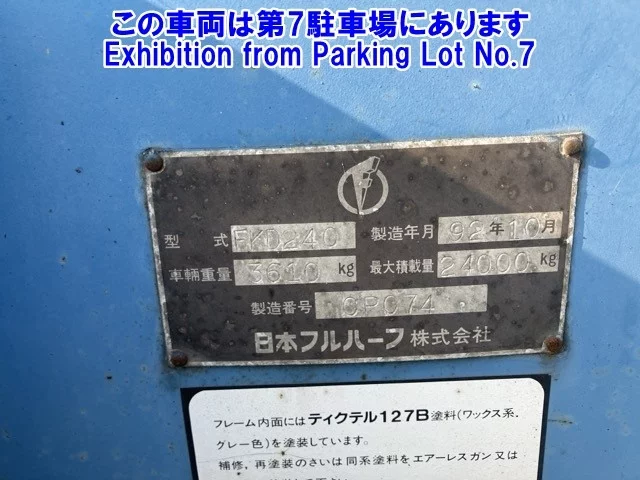 この車両は第7駐車場にあります
Exhibition from Parking Lot No.7
型式 FKD-40 製造年月 92年10月
車輛重量 3610 kg 最大積載量 24000 kg
製造番号
日本フルハーフ株式会社
フレーム内面にはティクテル127B塗料(ワックス系.
グレー色)を塗装しています。
補修,再塗装のさいは同系塗料をエアーレスガン又は